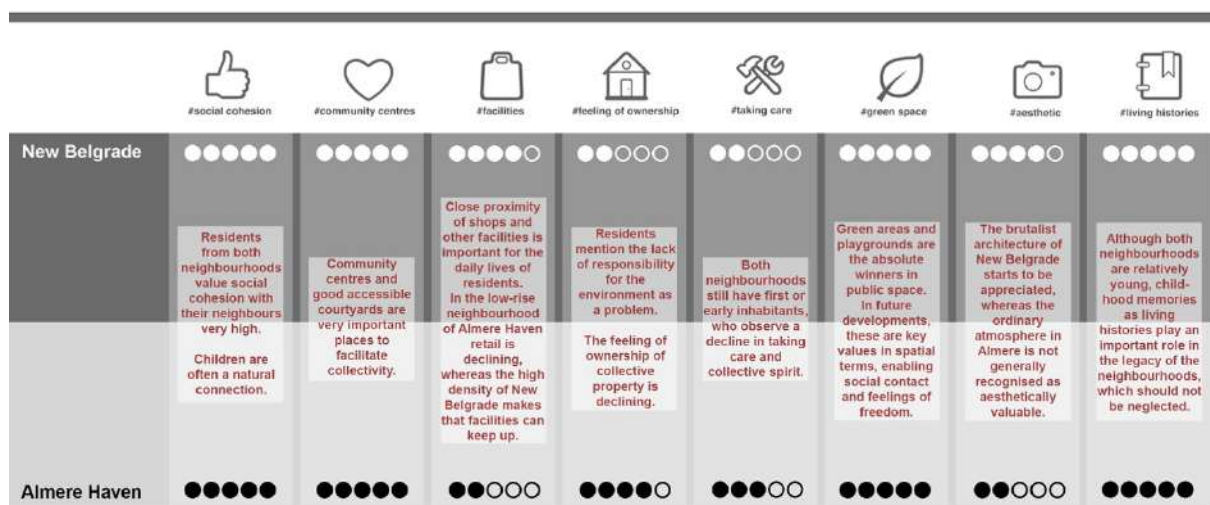 #social cohesion
#community centres
#facilities
#feeling of ownership
#taking care
#green space
#aesthetic
#living histories
New Belgrade
Residents
from both
neighbourhoods
value social
cohesion with
their neighbours
very high.
Children are
often a natural
connection.
Community
centres and
good accessible
courtyards are
very important
places to
facilitate
collectivity.
Close proximity
of shops and
other facilities is
important for the
daily lives of
residents.
In the low-rise
neighbourhood
of Almere Haven
retail is
declining,
whereas the high
density of New
Belgrade makes
that facilities can
keep up.
Residents
mention the lack
of responsibility
for the
environment as
a problem.
The feeling of
ownership of
collective
property is
declining.
Both
neighbourhoods
still have first or
early inhabitants,
who observe a
decline in taking
care and
collective spirit.
Green areas and
playgrounds are
the absolute
winners in
public space.
In future
developments,
these are key
values in spatial
terms, enabling
social contact
and feelings of
freedom.
The brutalist
architecture of
New Belgrade
starts to be
appreciated,
whereas the
ordinary
atmosphere in
Almere is not
generally
recognised as
aesthetically
valuable.
Although both
neighbourhoods
are relatively
young, child-
hood memories
as living
histories play an
important role in
the legacy of the
neighbourhoods,
which should not
be neglected.
Almere Haven